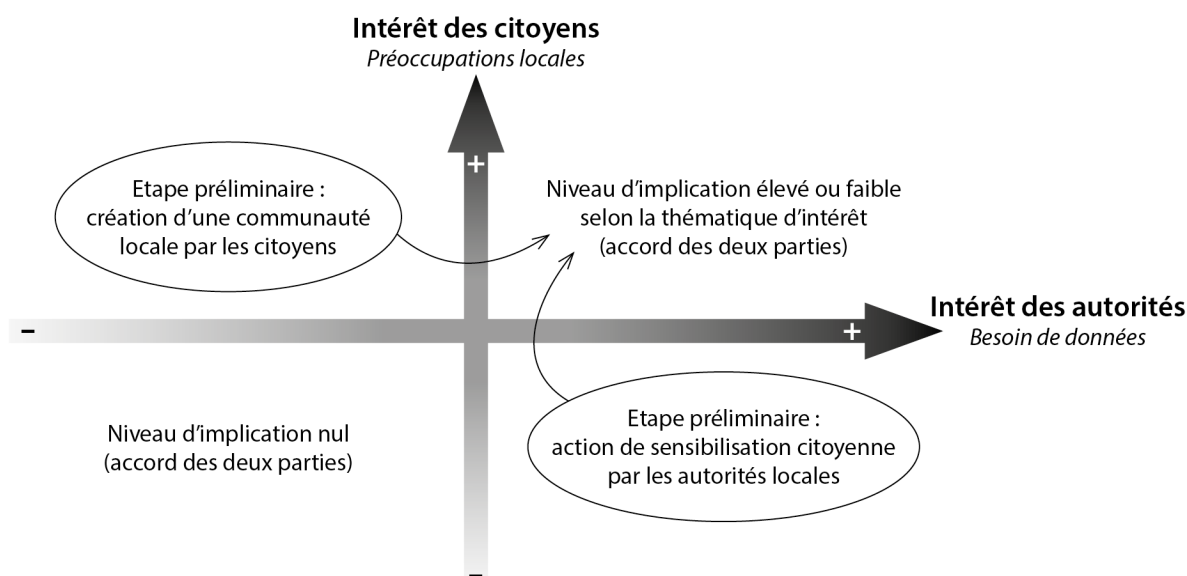 Intérêt des citoyens
Préoccupations locales
+
Etape préliminaire :
création d'une communauté
locale par les citoyens
Niveau d'implication élevé ou faible
selon la thématique d'intérêt
(accord des deux parties)
Intérêt des autorités
Besoin de données
–
+
Niveau d'implication nul
(accord des deux parties)
Etape préliminaire :
action de sensibilisation citoyenne
par les autorités locales
–